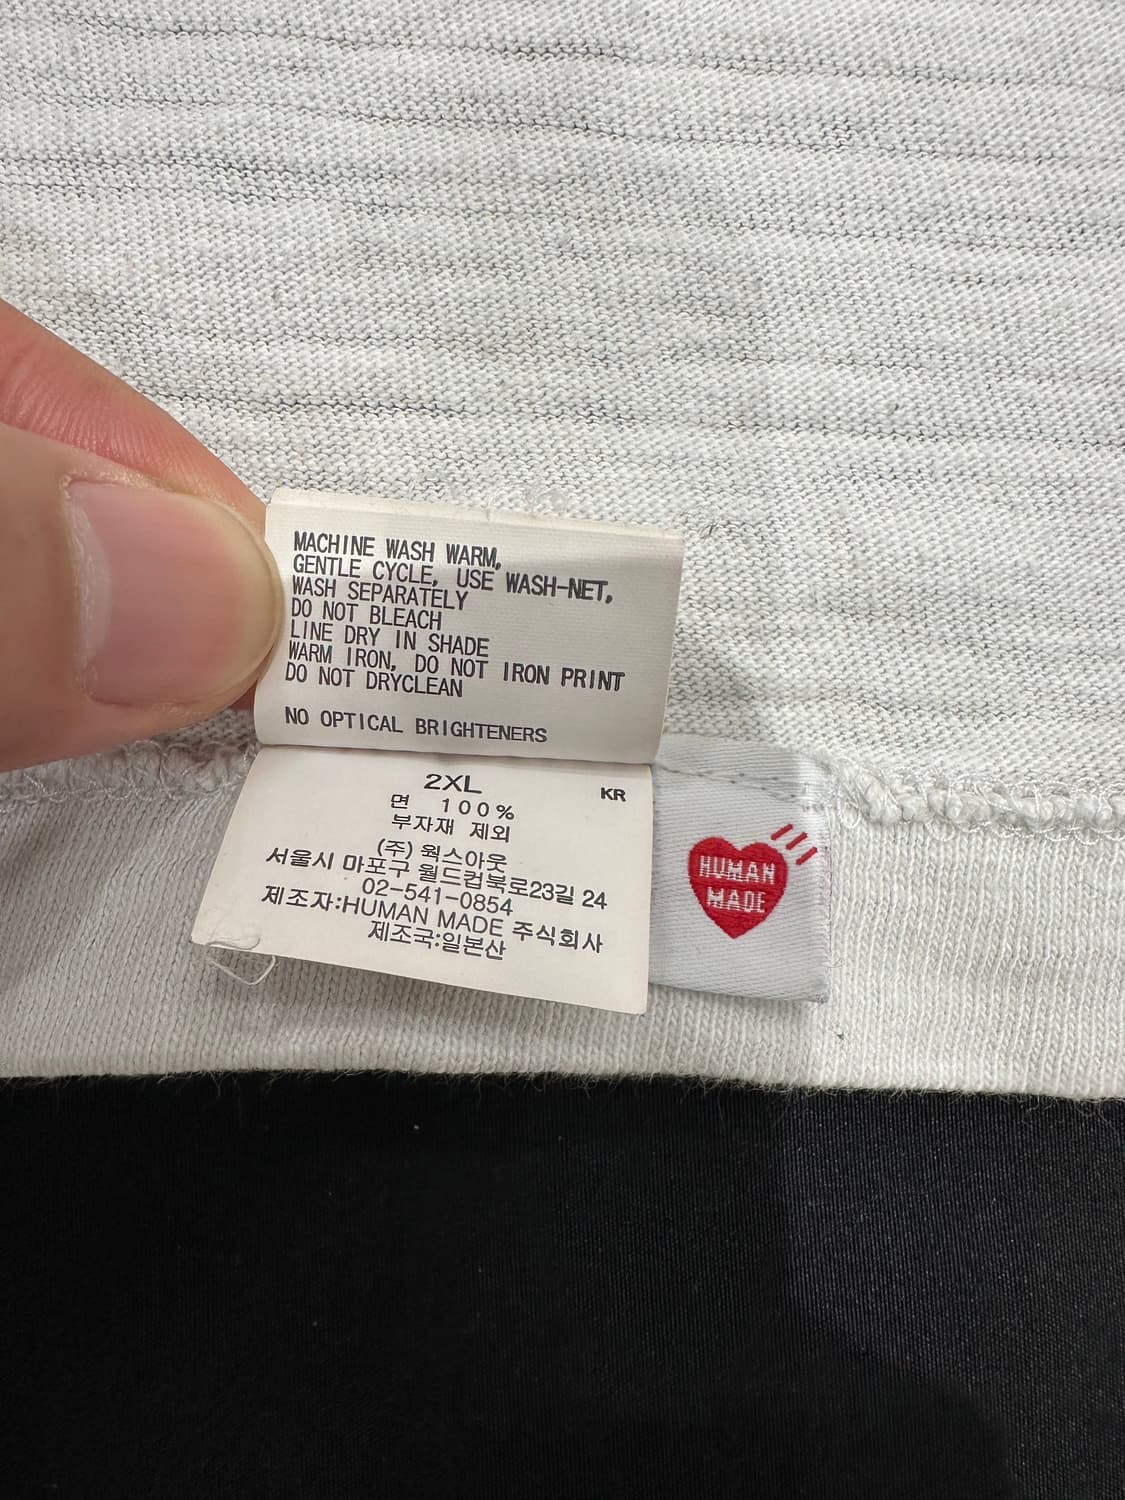 MACHINE WASH WARM,
GENTLE CYCLE, USE WASH-NET,
WASH SEPARATELY
DO NOT BLEACH
LINE DRY IN SHADE
WARM IRON, DO NOT IRON PRINT
DO NOT DRYCLEAN
NO OPTICAL BRIGHTENERS
2XL
KR
면 100%
부자재 제외
(주) 웍스아웃
서울시 마포구 월드컵북로23길 24
02-541-0854
제조자:HUMAN MADE 주식회사
제조국:일본산
HUMAN
MADE